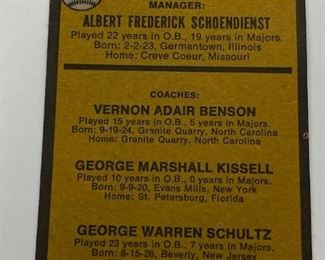 MANAGER:
ALBERT FREDERICK SCHOENDIENST
Played 22 years in O.B., 19 years in Majors.
Born: 2-2-23, Germantown, Illinois
Home: Creve Coeur, Missouri
COACHES:
VERNON ADAIR BENSON
Played 15 years in O.B., 5 years in Majors.
Born: 9-19-24, Granite Quarry, North Carolina
Home: Granite Quarry, North Carolina
GEORGE MARSHALL KISSELL
Played 10 years in O.B., 0 years in Majors.
Born: 9-9-20, Evans Mills, New York
Home: St. Petersburg, Florida
GEORGE WARREN SCHULTZ
Played 23 years in O.B., 7 years in Majors.
Born: 8-15-26, Beverly, New Jersey